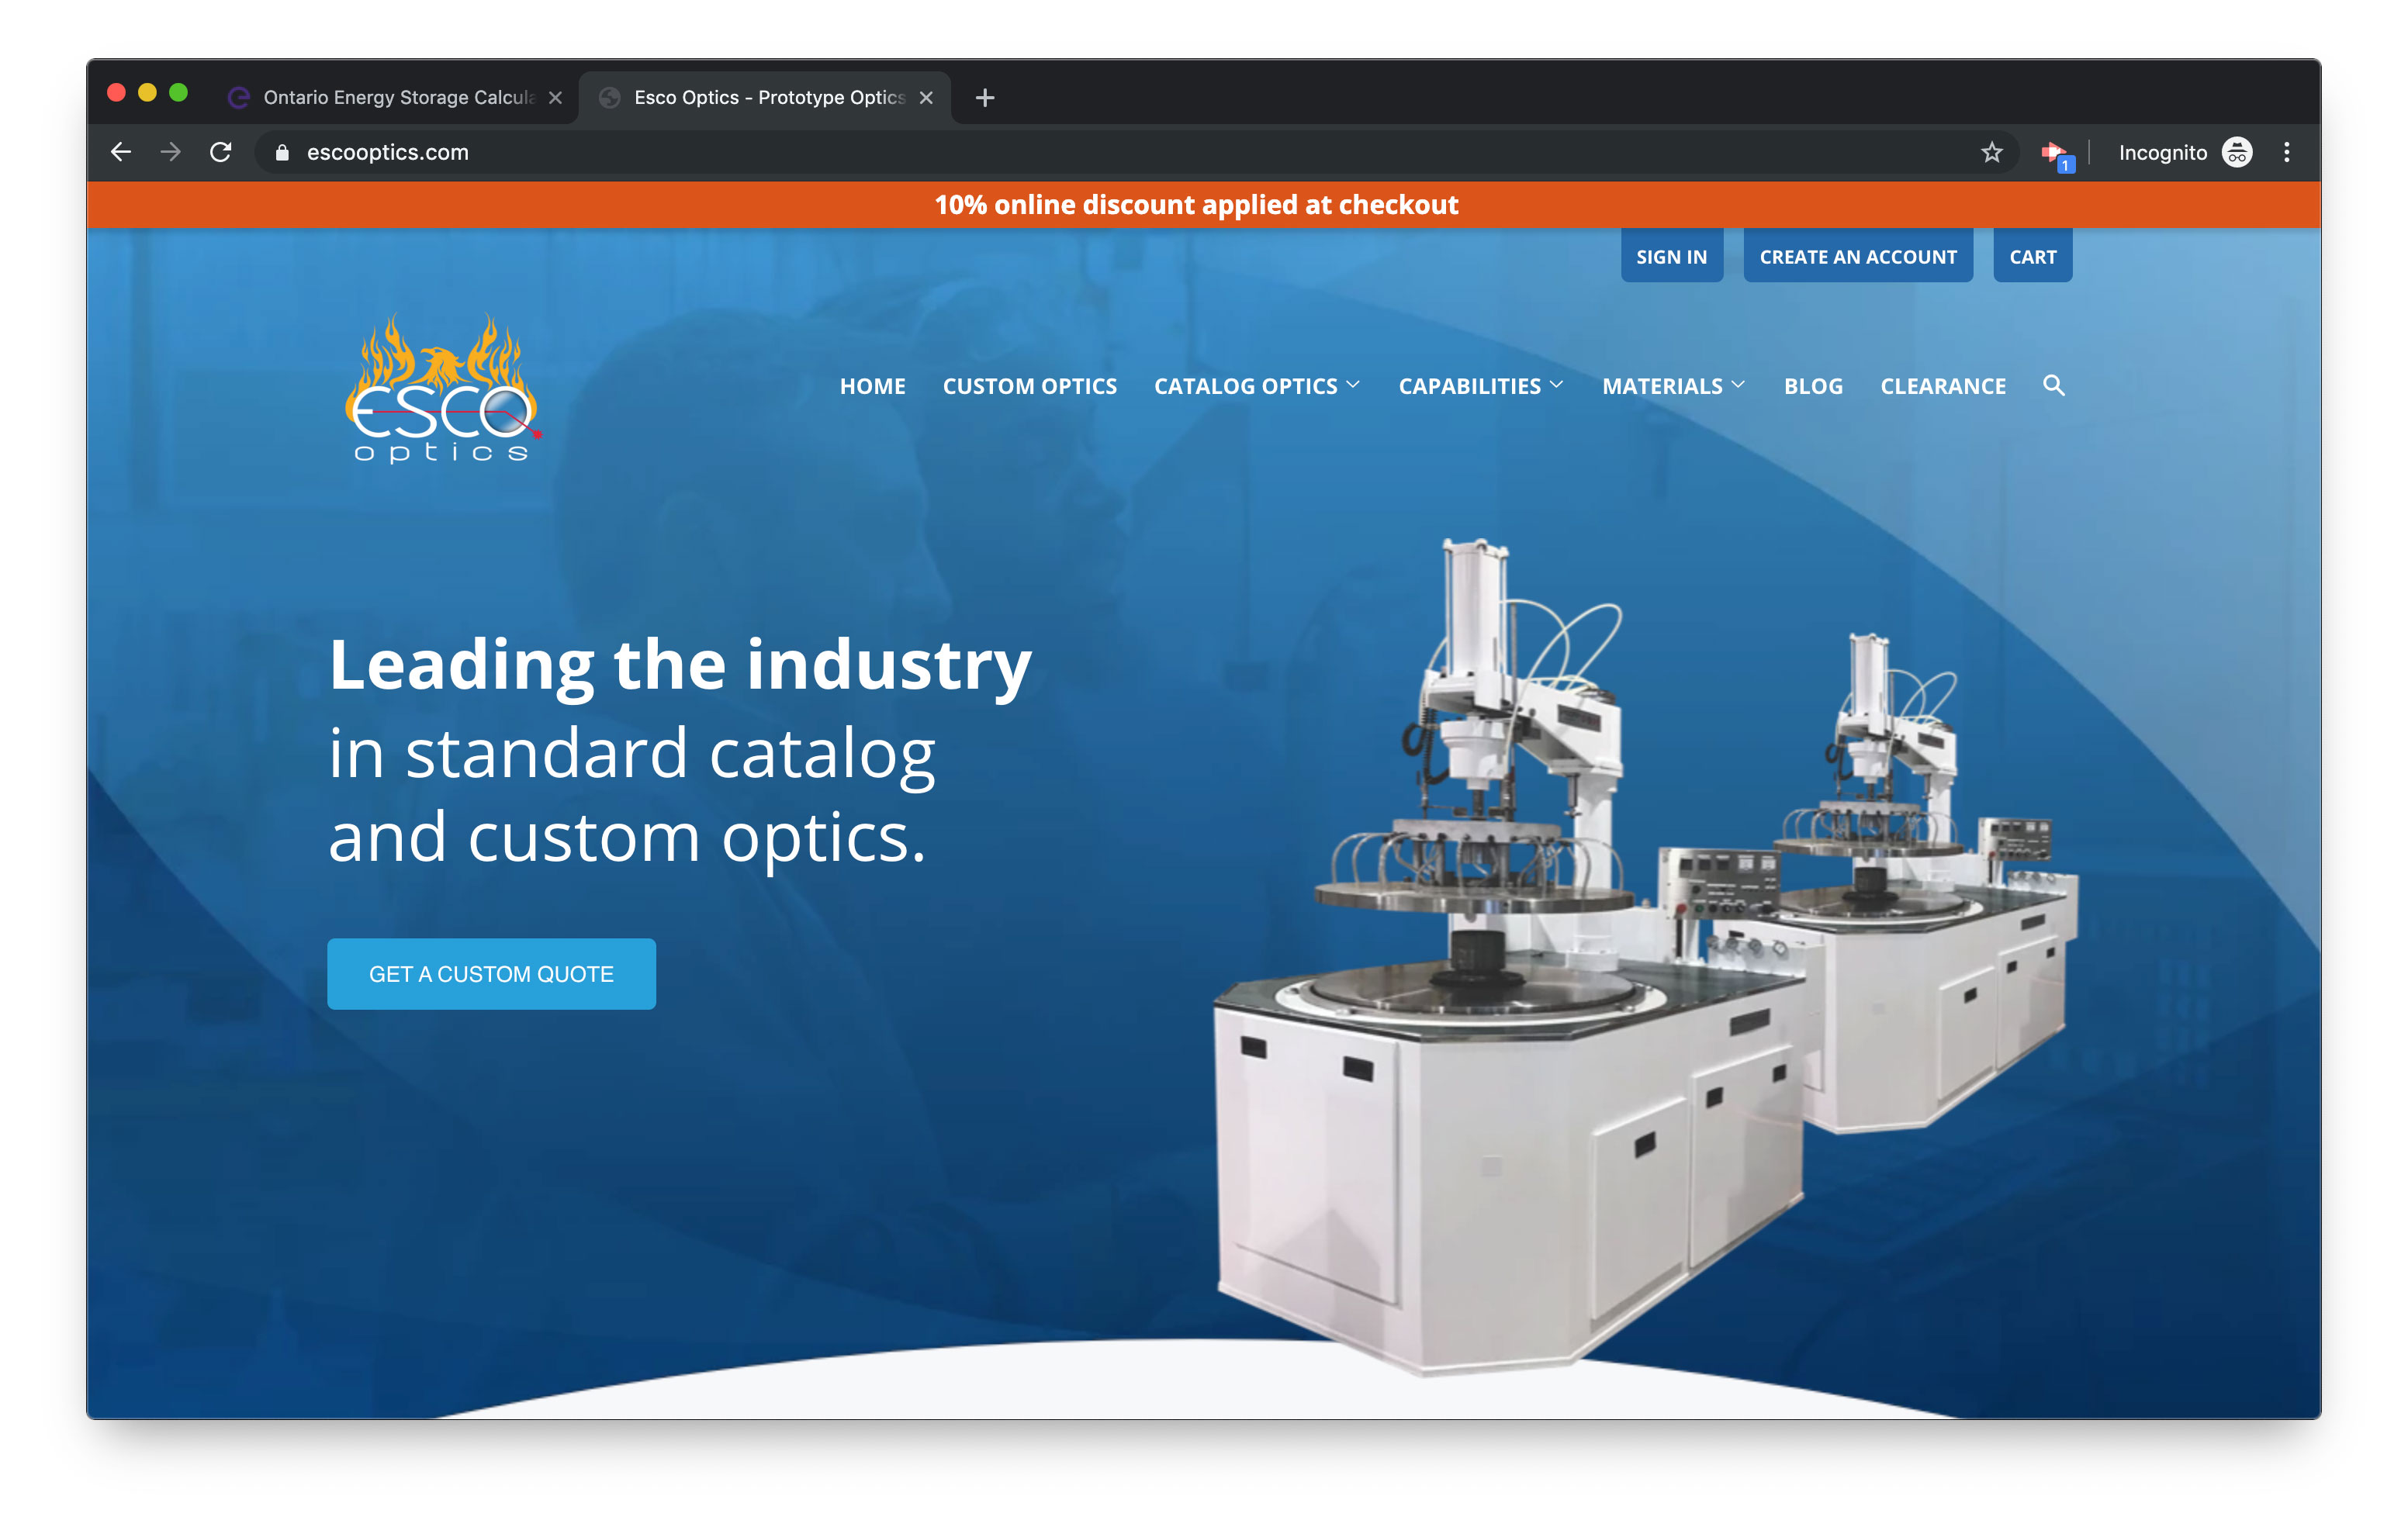 Ontario Energy Storage Calcula
Esco Optics - Prototype Optics
escooptics.com
1
Incognito
10% online discount applied at checkout
SIGN IN
CREATE AN ACCOUNT
CART
esco
optics
HOME
CUSTOM OPTICS
CATALOG OPTICS
CAPABILITIES
MATERIALS
BLOG
CLEARANCE
Leading the industry
in standard catalog
and custom optics.
GET A CUSTOM QUOTE